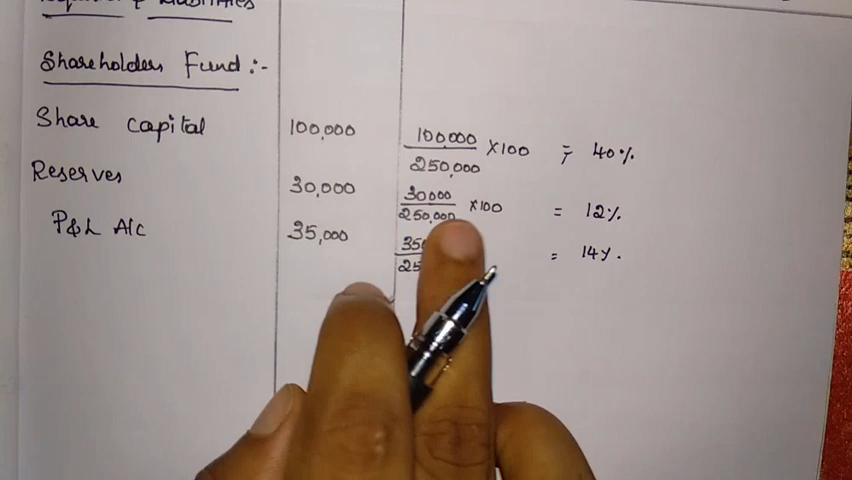 Liabilities
Shareholders Fund :-
Share capital 100,000 100,000/250,000 ×100 = 40%
Reserves 30,000 30000/250,000 ×100 = 12%
P&L A/c 35,000 = 14%.